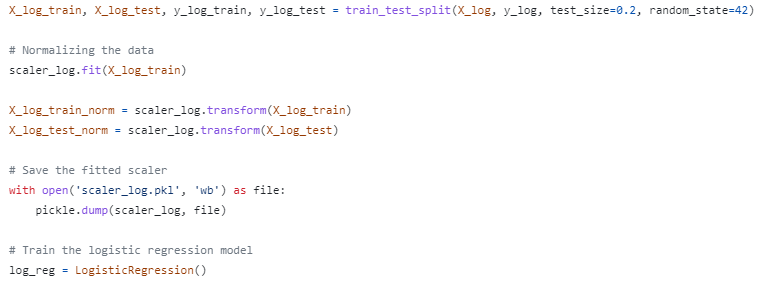 X_log_train, X_log_test, y_log_train, y_log_test = train_test_split(X_log, y_log, test_size=0.2, random_state=42)
# Normalizing the data
scaler_log.fit(X_log_train)
X_log_train_norm = scaler_log.transform(X_log_train)
X_log_test_norm = scaler_log.transform(X_log_test)
# Save the fitted scaler
with open('scaler_log.pkl', 'wb') as file:
    pickle.dump(scaler_log, file)
# Train the logistic regression model
log_reg = LogisticRegression()